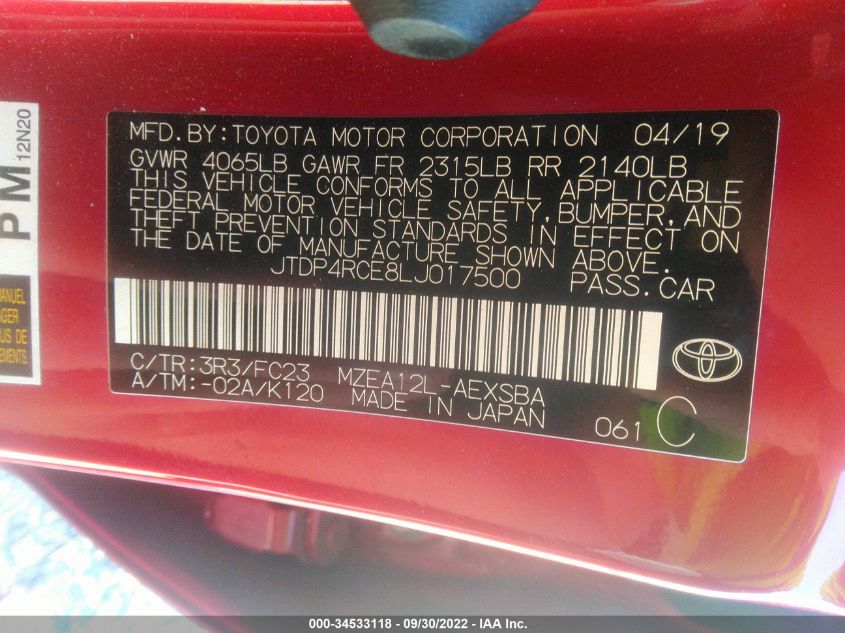 MFD.BY:TOYOTA MOTOR CORPORATION 04/19
GVWR 4065LB GAWR FR 2315LB RR 2140LB
THIS VEHICLE CONFORMS TO ALL APPLICABLE
FEDERAL MOTOR VEHICLE SAFETY,BUMPER,AND
THEFT PREVENTION STANDARDS IN EFFECT ON
THE DATE OF MANUFACTURE SHOWN ABOVE.
JTDP4RCE8LJ017500 PASS.CAR
C/TR:3R3/FC23 MZEA12L-AEXSBA
A/TM:-02A/K120 MADE IN JAPAN
061 C
PM
12N20
MANUEL
US DE
000-34533118 - 09/30/2022 - IAA Inc.